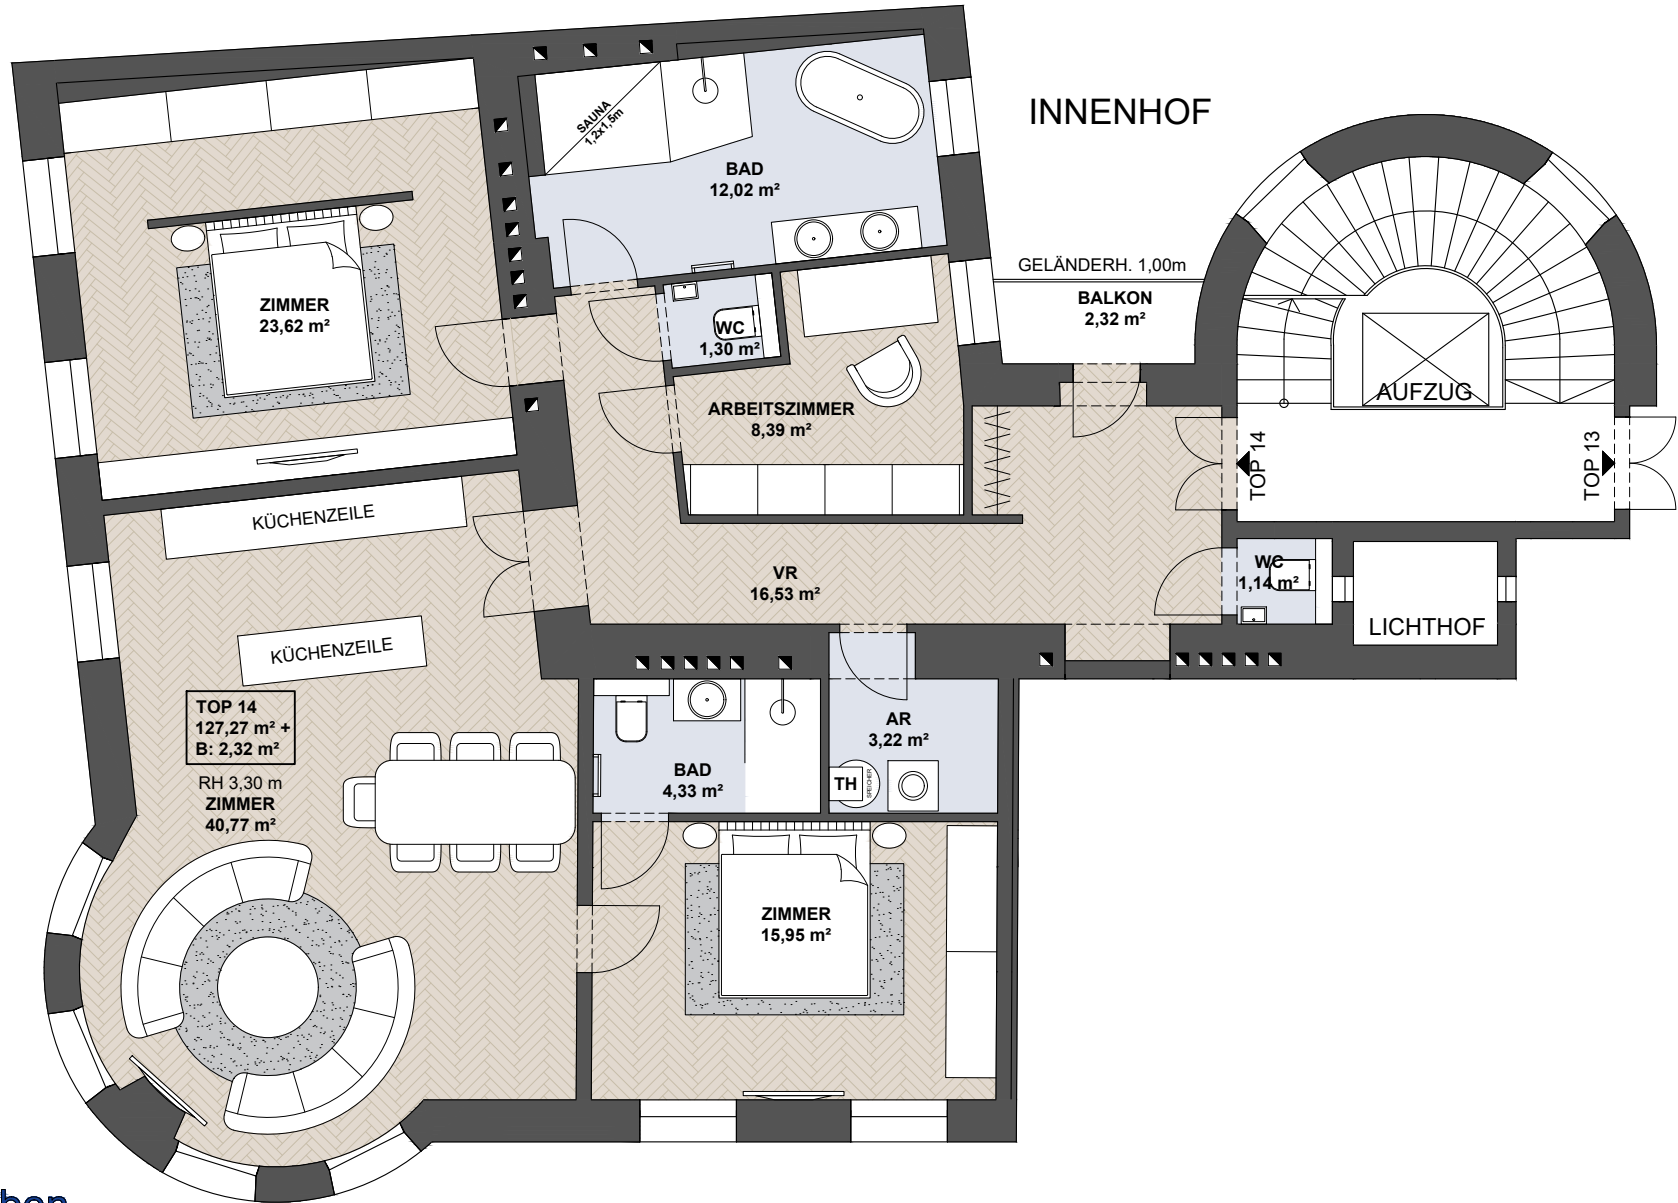 INNENHOF
SAUNA
1,2x1,5m
BAD
12,02 m²
GELÄNDERH. 1,00m
BALKON
2,32 m²
ZIMMER
23,62 m²
WC
1,30 m²
ARBEITSZIMMER
8,39 m²
AUFZUG
TOP 14
TOP 13
KÜCHENZEILE
VR
16,53 m²
WC
1,14 m²
LICHTHOF
KÜCHENZEILE
TOP 14
127,27 m² +
B: 2,32 m²
RH 3,30 m
ZIMMER
40,77 m²
BAD
4,33 m²
AR
3,22 m²
TH
SPEICHER
ZIMMER
15,95 m²